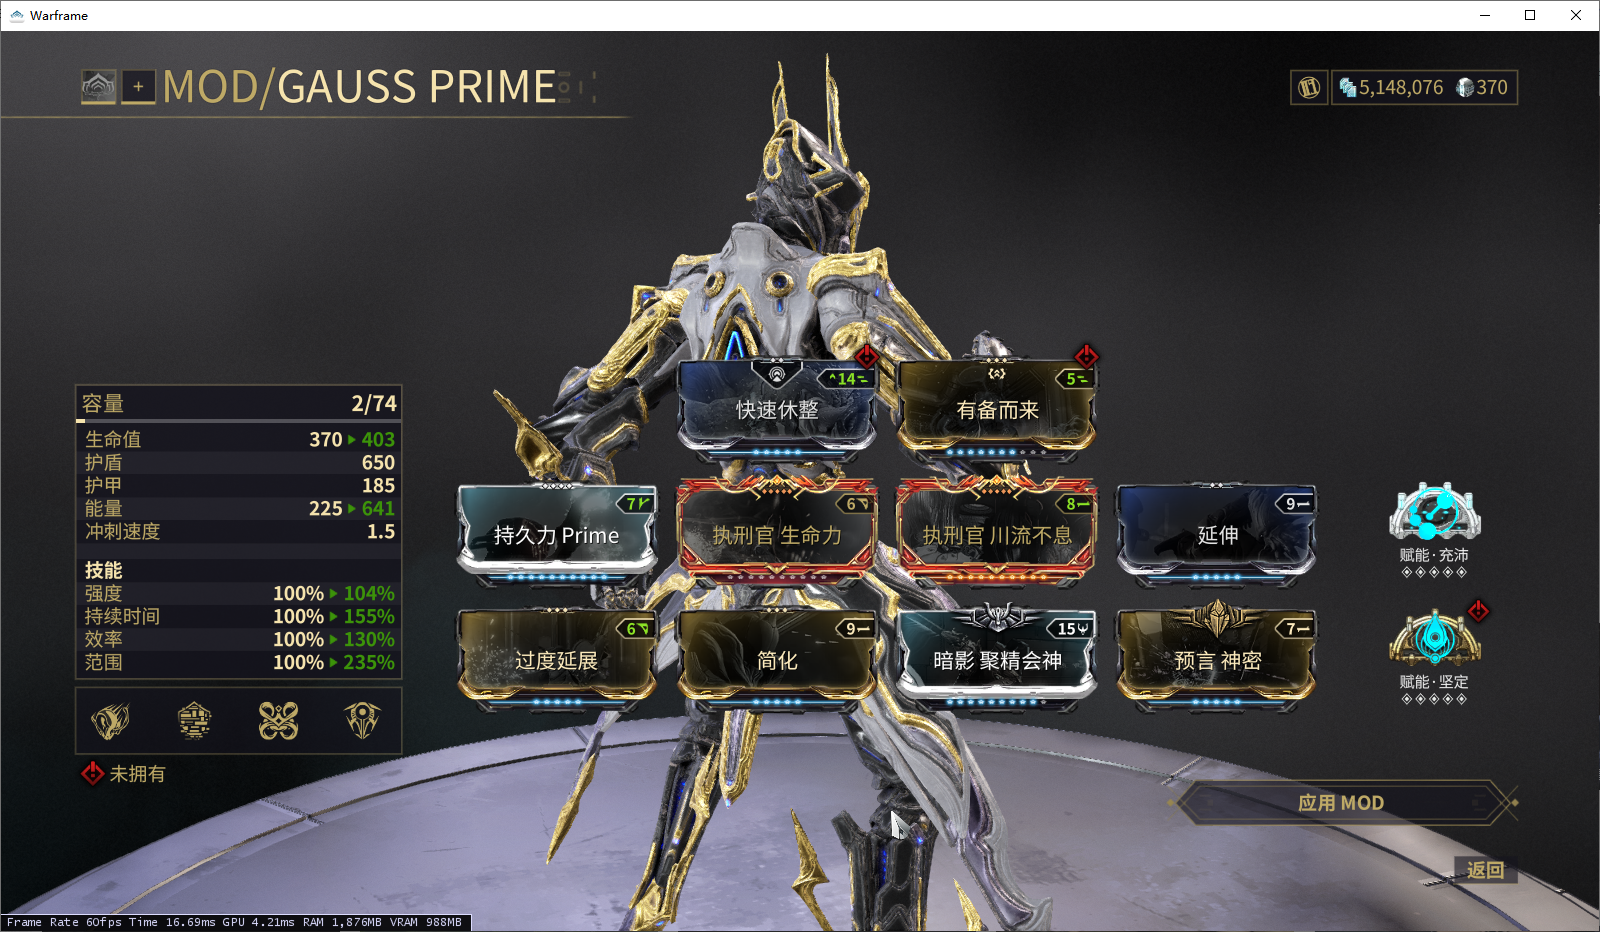 Warframe
+ MOD/GAUSS PRIME
5,148,076 370
容量 2/74
生命值 370 ▸ 403
护盾 650
护甲 185
能量 225 ▸ 641
冲刺速度 1.5
技能
强度 100% ▸ 104%
持续时间 100% ▸ 155%
效率 100% ▸ 130%
范围 100% ▸ 235%
未拥有
14
快速休整
5
有备而来
7
持久力 Prime
6
执刑官 生命力
8
执刑官 川流不息
9
延伸
赋能·充沛
6
过度延展
9
简化
15
暗影 聚精会神
7
预言 神密
赋能·坚定
应用 MOD
返回
Frame Rate 60fps Time 16.69ms GPU 4.21ms RAM 1,876MB VRAM 988MB